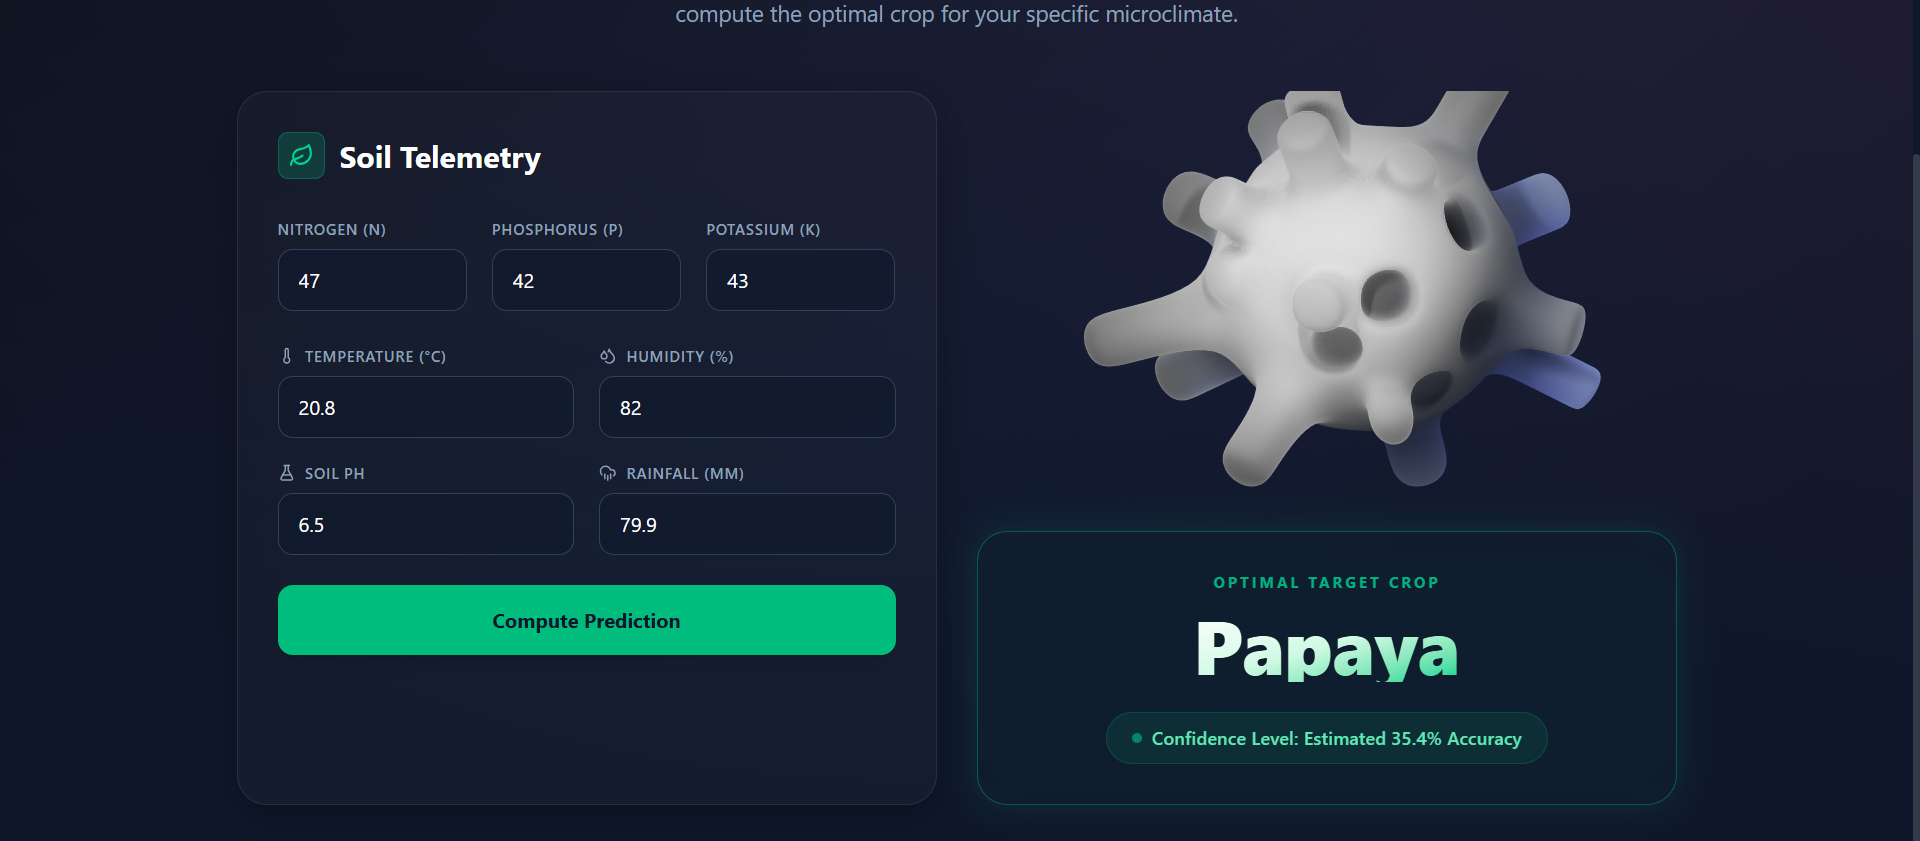 compute the optimal crop for your specific microclimate.
Soil Telemetry
NITROGEN (N)
PHOSPHORUS (P)
POTASSIUM (K)
47
42
43
TEMPERATURE (°C)
HUMIDITY (%)
20.8
82
SOIL PH
RAINFALL (MM)
6.5
79.9
Compute Prediction
OPTIMAL TARGET CROP
Papaya
Confidence Level: Estimated 35.4% Accuracy